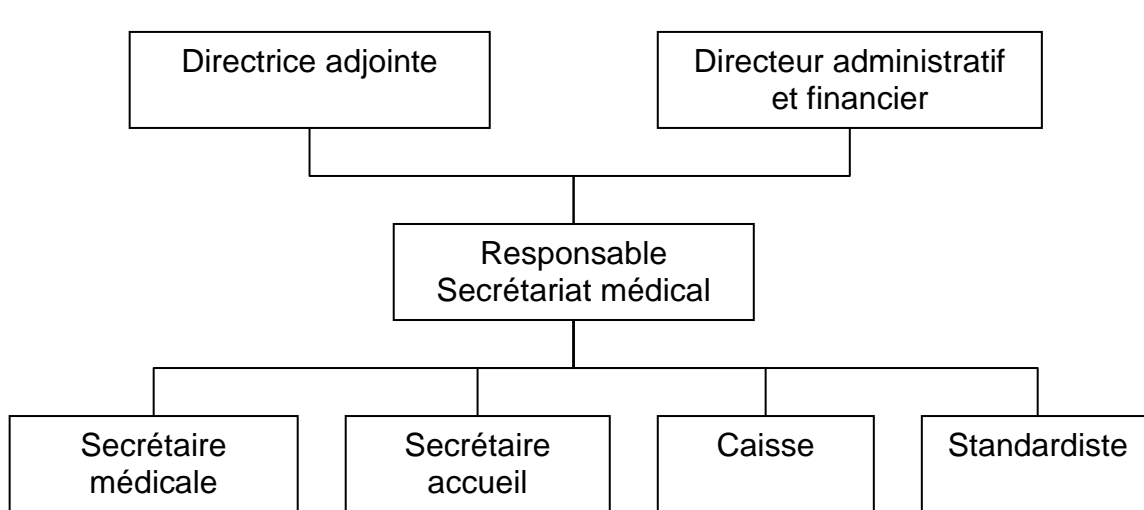 Directrice adjointe
Directeur administratif
et financier
Responsable
Secrétariat médical
Secrétaire
médicale
Secrétaire
accueil
Caisse
Standardiste